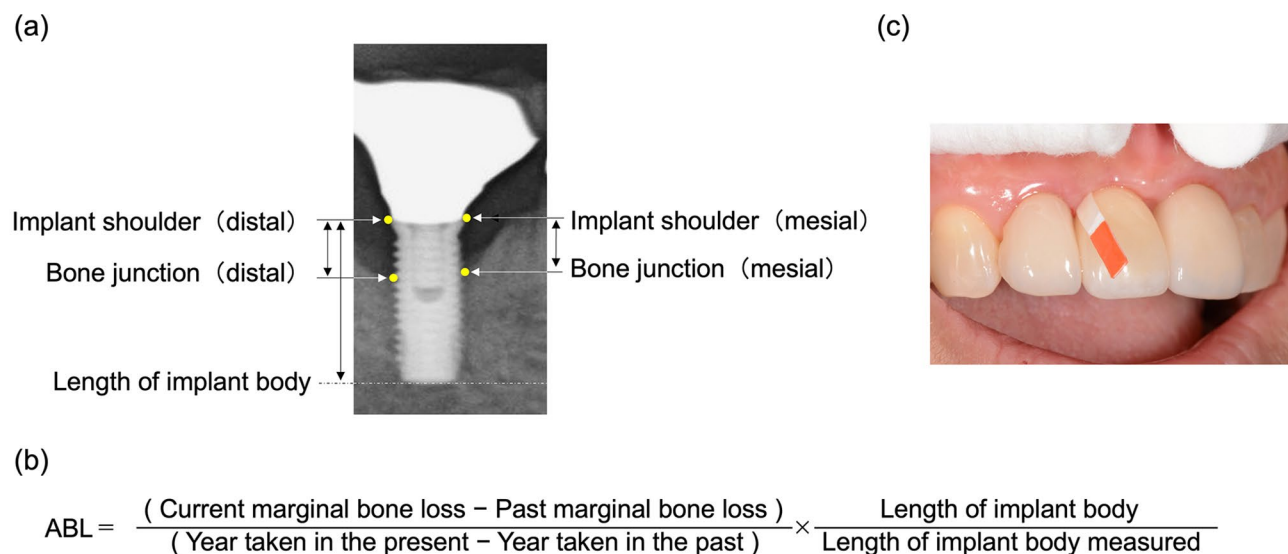 (a)
Implant shoulder（distal）
Bone junction（distal）
Length of implant body
Implant shoulder（mesial）
Bone junction（mesial）
(c)
(b)
ABL = ( Current marginal bone loss − Past marginal bone loss ) Length of implant body
( Year taken in the present − Year taken in the past ) × Length of implant body measured